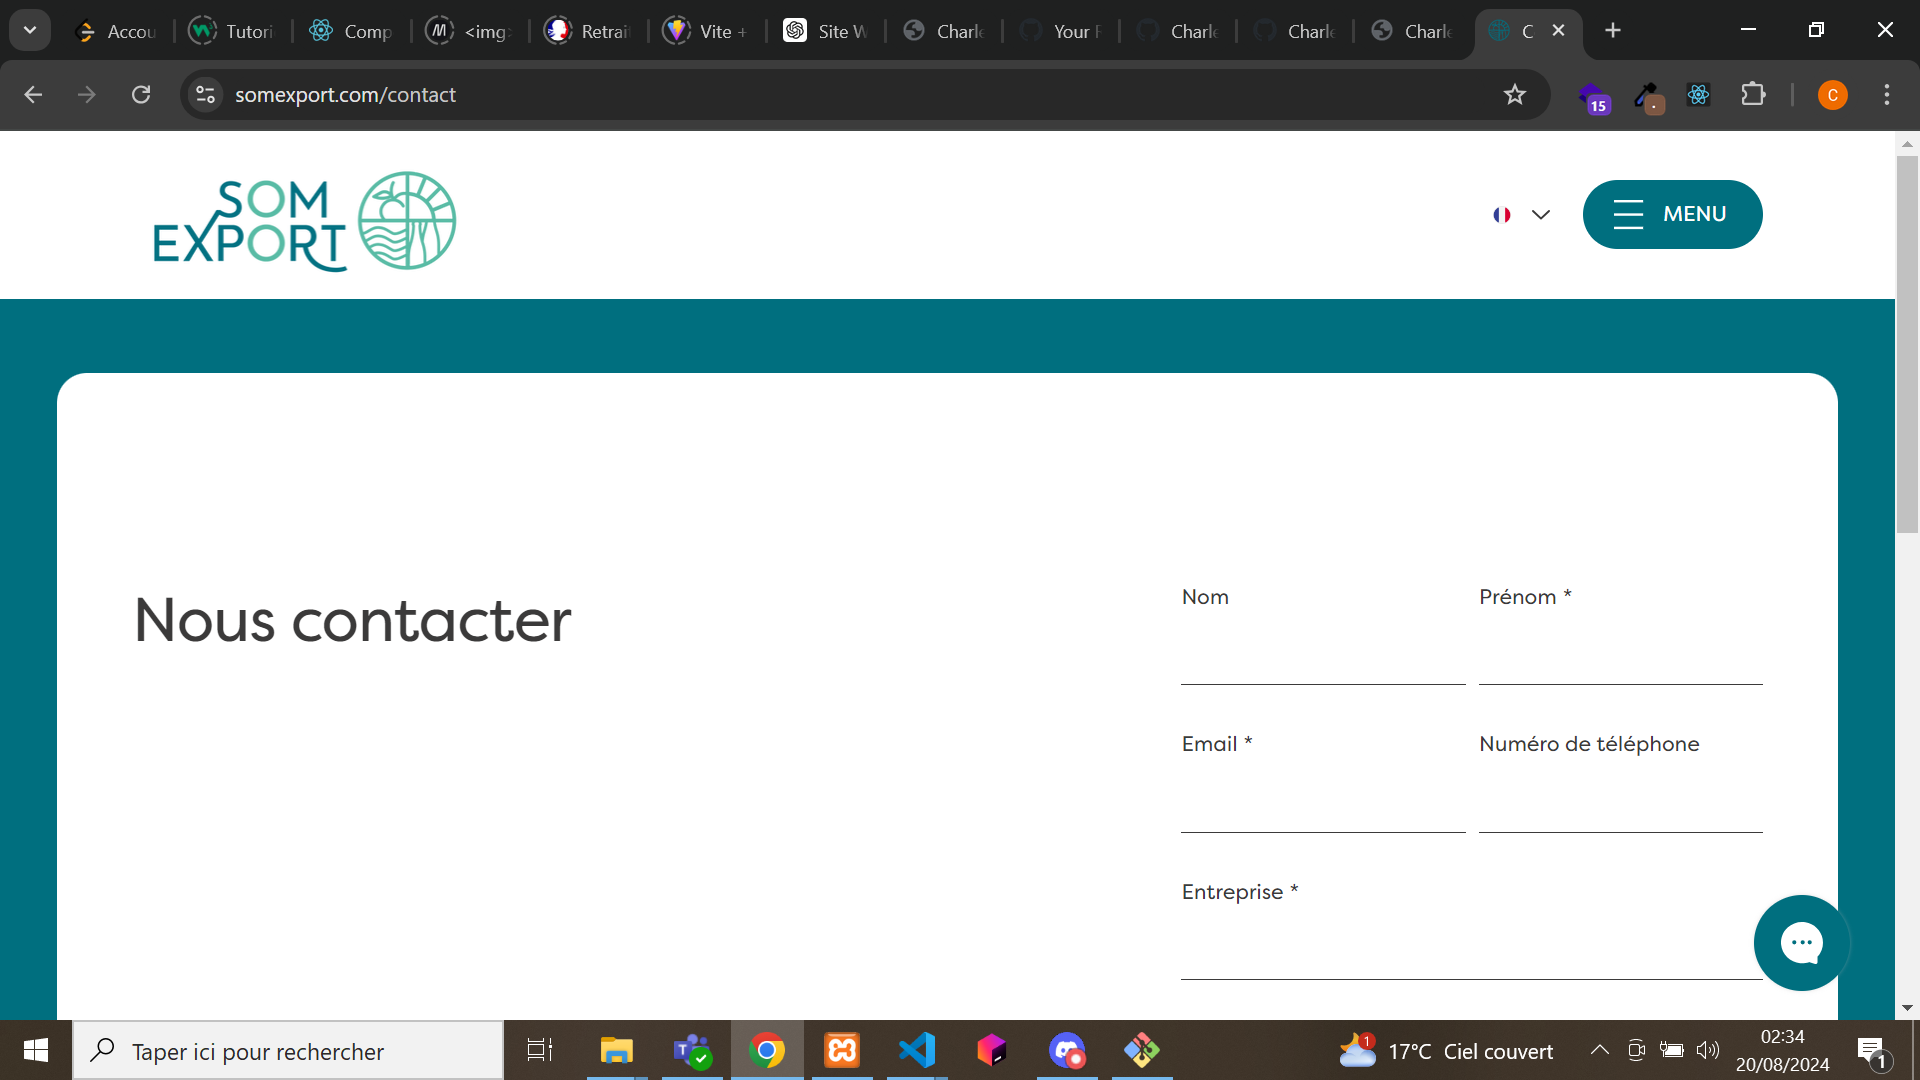 Accou
Tutori
Comp
<img
Retrait
Vite +
Site W
Charle
Your F
Charle
Charle
Charle
C
somexport.com/contact
15
C
SOM
EXPORT
MENU
Nous contacter
Nom
Prénom *
Email *
Numéro de téléphone
Entreprise *
Taper ici pour rechercher
1
17°C Ciel couvert
02:34
20/08/2024
1